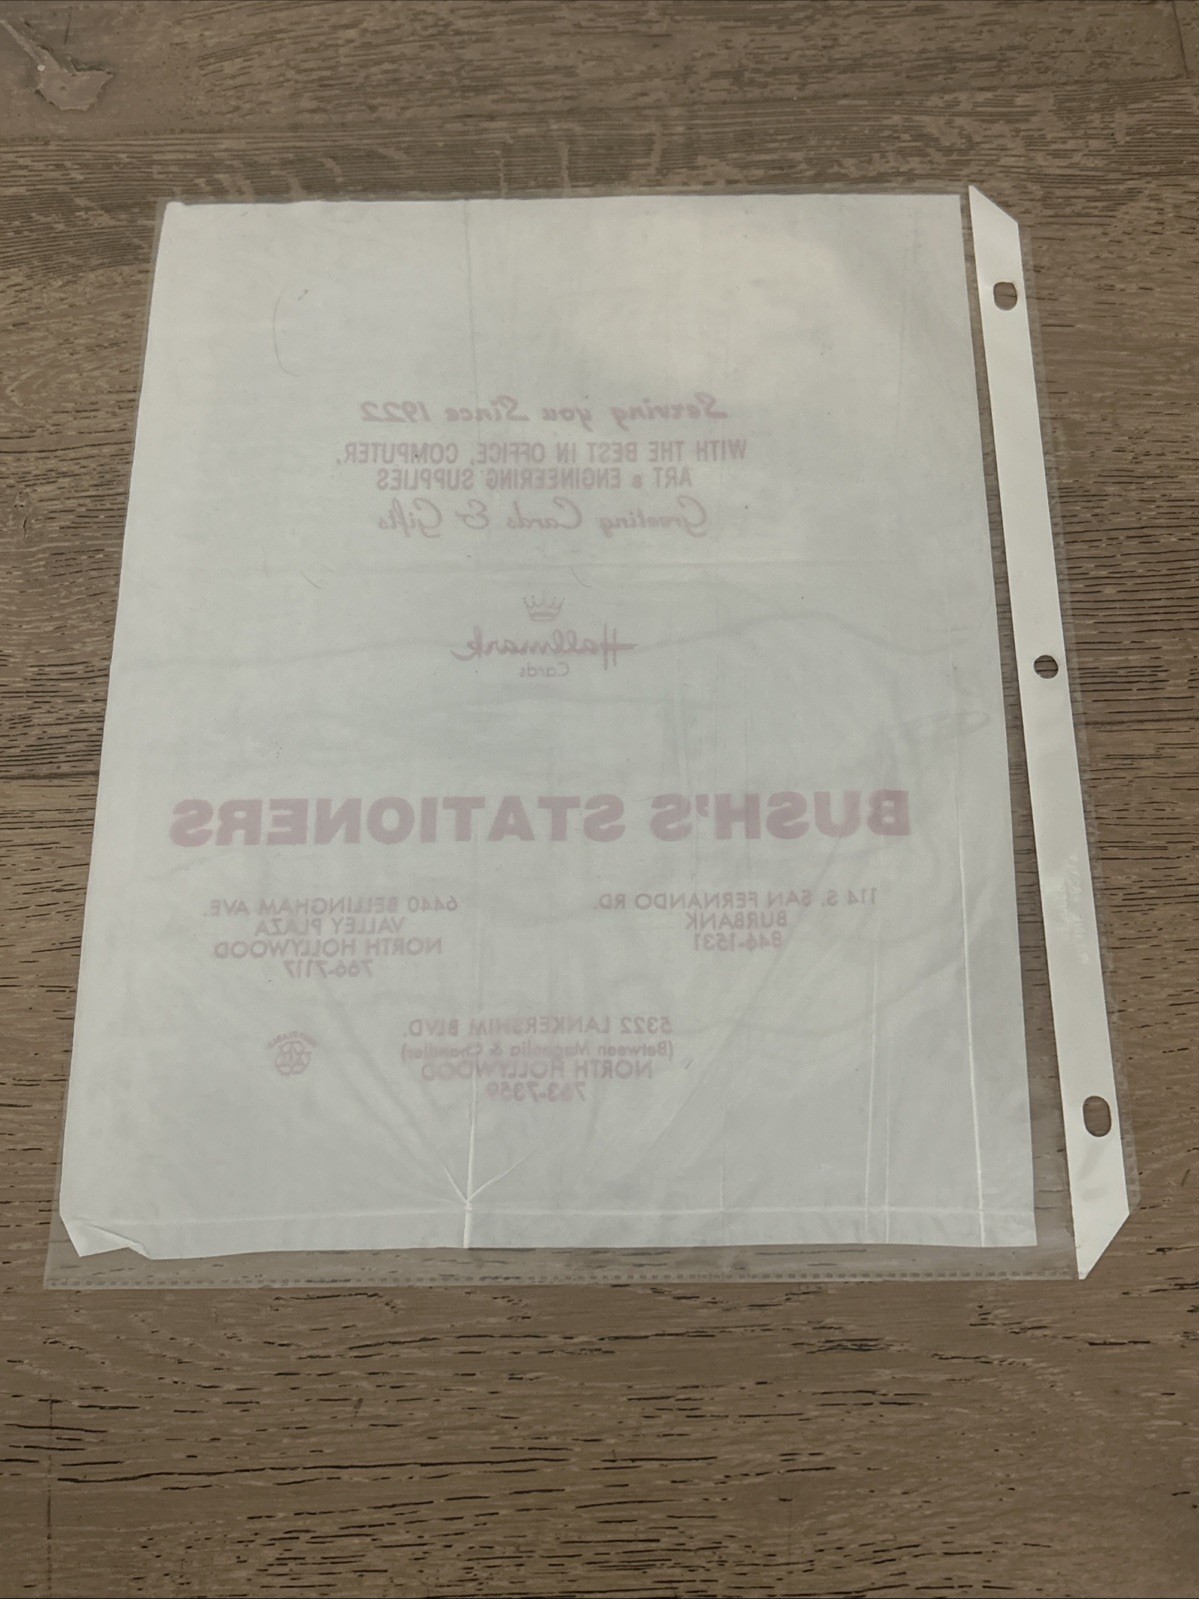 Serving you Since 1922
WITH THE BEST IN OFFICE, COMPUTER,
ART & ENGINEERING SUPPLIES
Greeting Cards & Gifts
Hallmark
Cards
BUSH'S STATIONERS
114 S. SAN FERNANDO RD.
BURBANK
846-1531
6440 BELLINGHAM AVE.
VALLEY PLAZA
NORTH HOLLYWOOD
766-7117
5322 LANKERSHIM BLVD.
(Between Magnolia & Chandler)
NORTH HOLLYWOOD
763-7359